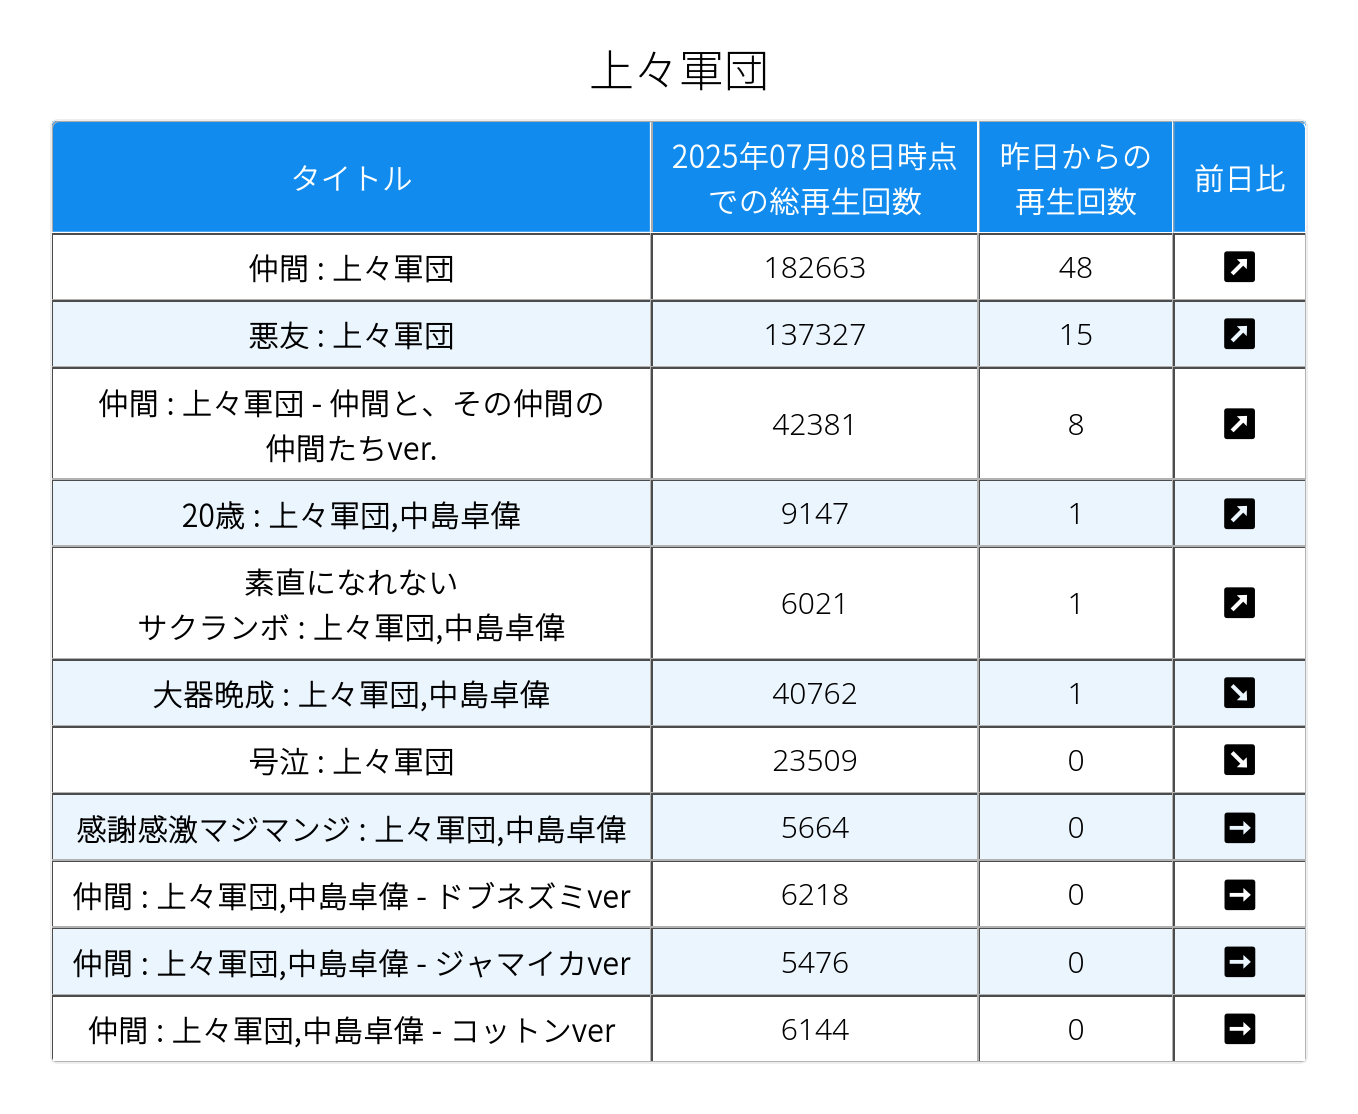 上々軍団
タイトル
2025年07月08日時点
での総再生回数
昨日からの
再生回数
前日比
仲間 : 上々軍団
182663
48
悪友 : 上々軍団
137327
15
仲間 : 上々軍団 - 仲間と、その仲間の
仲間たちver.
42381
8
20歳 : 上々軍団,中島卓偉
9147
1
素直になれない
サクランボ : 上々軍団,中島卓偉
6021
1
大器晩成 : 上々軍団,中島卓偉
40762
1
号泣 : 上々軍団
23509
0
感謝感激マジマンジ : 上々軍団,中島卓偉
5664
0
仲間 : 上々軍団,中島卓偉 - ドブネズミver
6218
0
仲間 : 上々軍団,中島卓偉 - ジャマイカver
5476
0
仲間 : 上々軍団,中島卓偉 - コットンver
6144
0